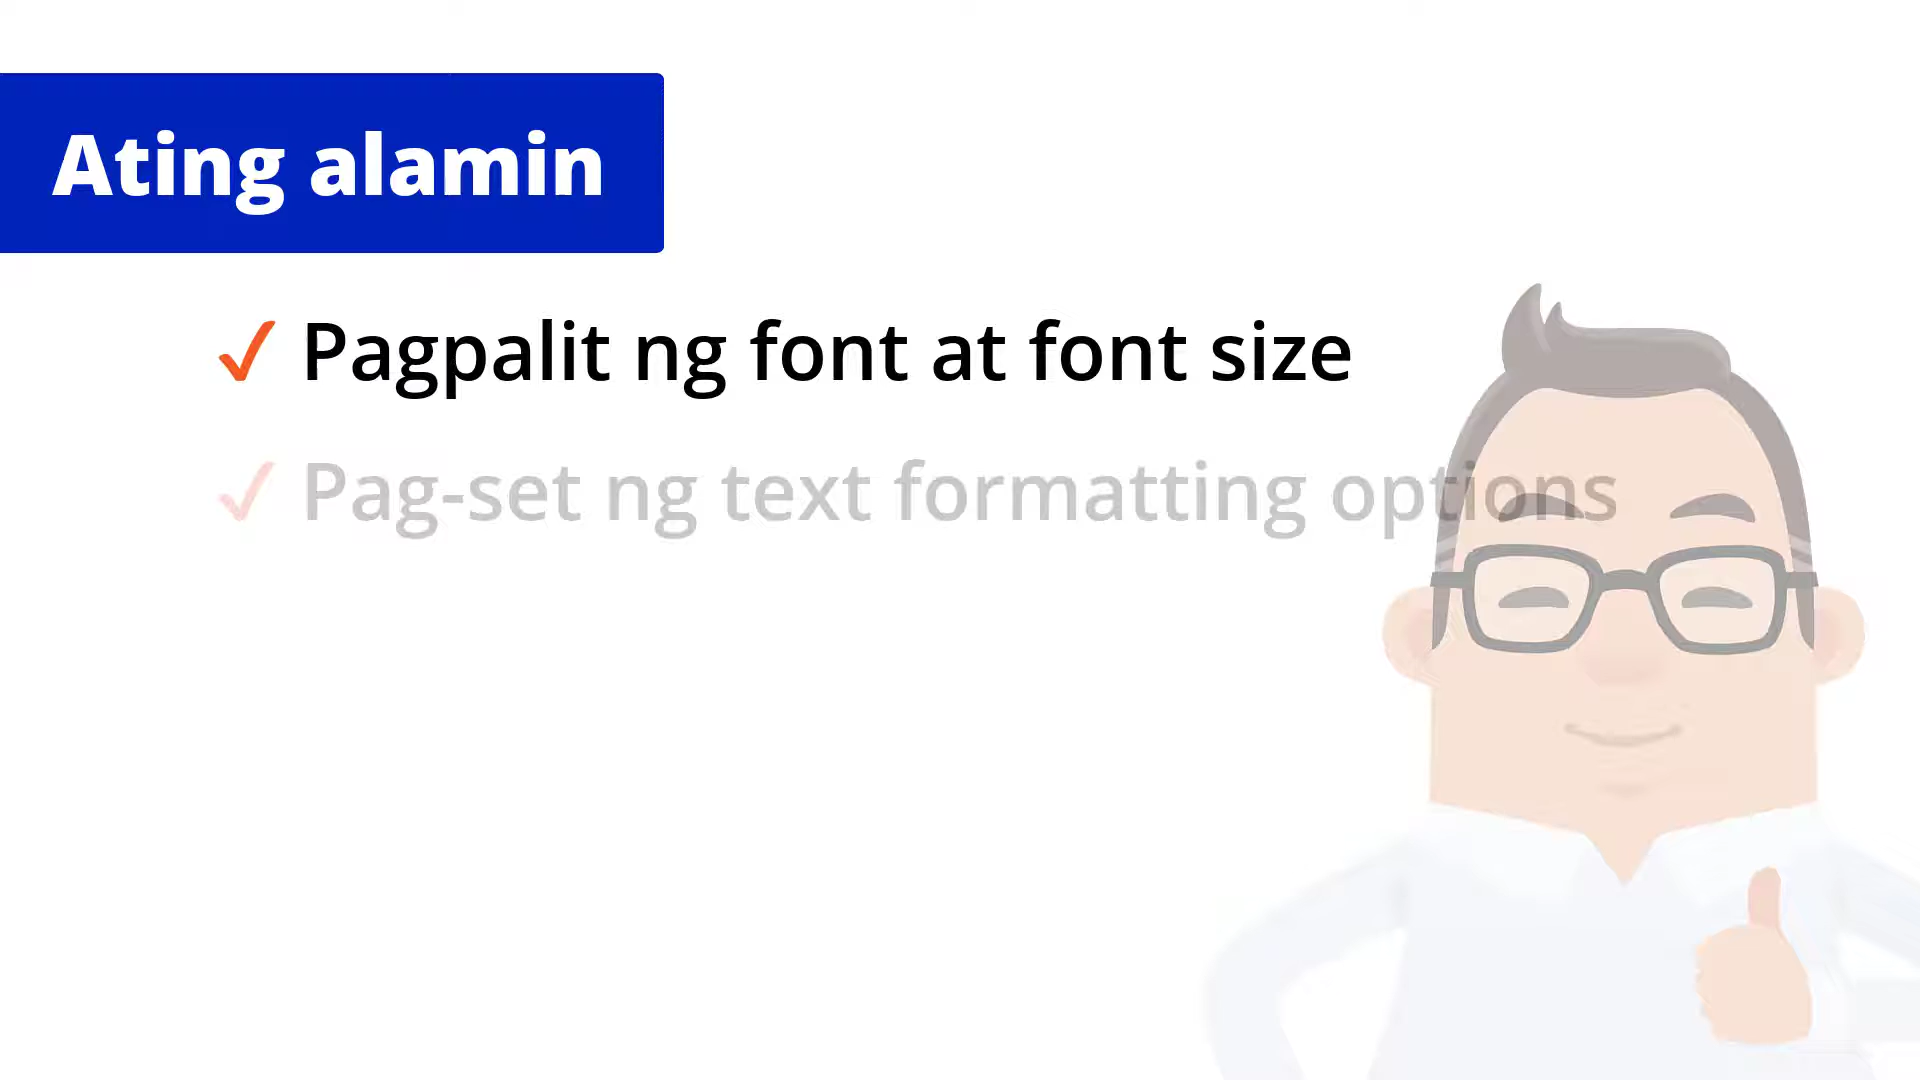 Ating alamin
✓ Pagpalit ng font at font size
✓ Pag-set ng text formatting options